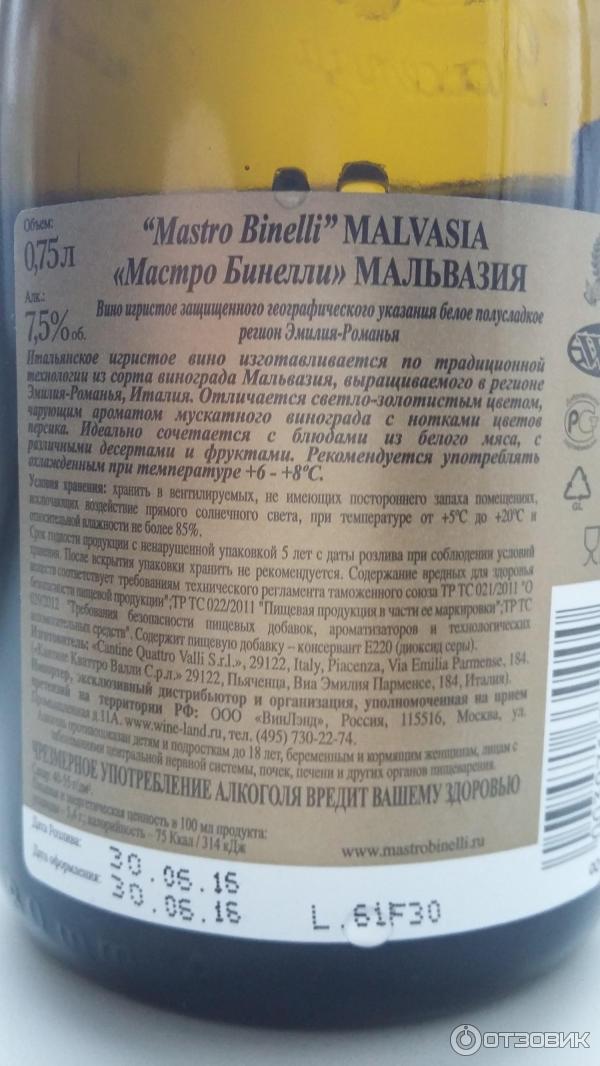 Объем:
0,75л
Алк.:
7,5% об.
"Mastro Binelli" MALVASIA
«Мастро Бинелли» МАЛЬВАЗИЯ
Вино игристое защищенного географического указания белое полусладкое
регион Эмилия-Романья
Итальянское игристое вино изготавливается по традиционной
технологии из сорта винограда Мальвазия, выращиваемого в регионе
Эмилия-Романья, Италия. Отличается светло-золотистым цветом,
чарующим ароматом мускатного винограда с нотками цветов
персика. Идеально сочетается с блюдами из белого мяса, с
различными десертами и фруктами. Рекомендуется употреблять
охлажденным при температуре +6 - +8°C.
Условия хранения: хранить в вентилируемых, не имеющих постороннего запаха помещениях,
исключающих воздействие прямого солнечного света, при температуре от +5°C до +20°C и
относительной влажности не более 85%.
Срок годности продукции с ненарушенной упаковкой 5 лет с даты розлива при соблюдении условий
хранения. После вскрытия упаковки хранить не рекомендуется. Содержание вредных для здоровья
веществ соответствует требованиям технического регламента таможенного союза ТР ТС 021/2011 "О
безопасности пищевой продукции";ТР ТС 022/2011 "Пищевая продукция в части ее маркировки";ТР ТС
029/2012 "Требования безопасности пищевых добавок, ароматизаторов и технологических
вспомогательных средств". Содержит пищевую добавку – консервант Е220 (диоксид серы).
Изготовитель: «Cantine Quattro Valli S.r.l.», 29122, Italy, Piacenza, Via Emilia Parmense, 184.
(«Кантине Кваттро Валли С.р.л.» 29122, Пьяченца, Виа Эмилия Парменсе, 184, Италия).
Импортер, эксклюзивный дистрибьютор и организация, уполномоченная на прием
претензий на территории РФ: ООО «ВинЛэнд», Россия, 115516, Москва, ул.
Промышленная д.11А. www.wine-land.ru, тел. (495) 730-22-74.
Алкоголь противопоказан детям и подросткам до 18 лет, беременным и кормящим женщинам, лицам с
заболеваниями центральной нервной системы, почек, печени и других органов пищеварения.
ЧРЕЗМЕРНОЕ УПОТРЕБЛЕНИЕ АЛКОГОЛЯ ВРЕДИТ ВАШЕМУ ЗДОРОВЬЮ
Сахар: 40-55 г/дм³.
Пищевая и энергетическая ценность в 100 мл продукта:
углеводы - 5,4 г; калорийность – 75 Ккал / 314 кДж
www.mastrobinelli.ru
Дата Розлива:
30.06.16
Дата оформления:
30.06.16
L.6iF30
GL
ОТЗОВИК